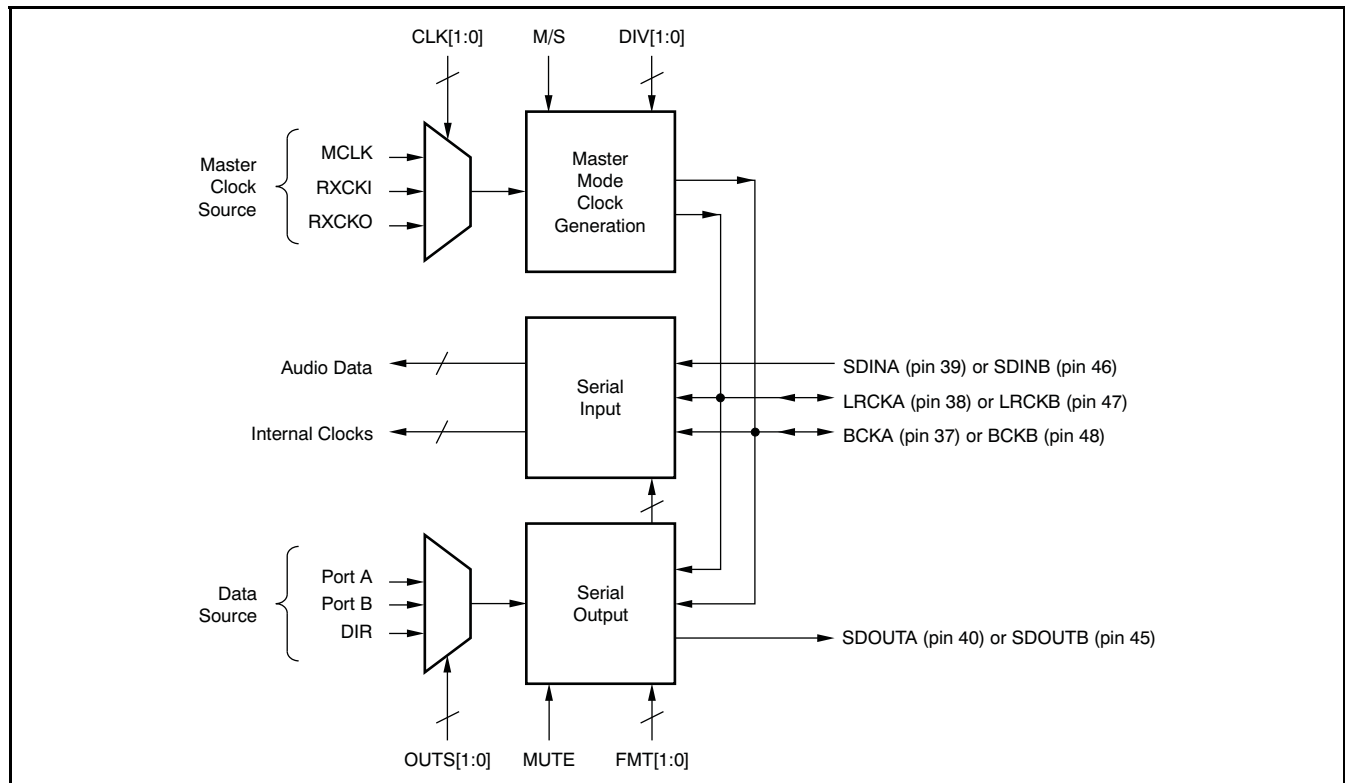 CLK[1:0]
M/S
DIV[1:0]
Master
Clock
Source
MCLK
RXCKI
RXCKO
Master
Mode
Clock
Generation
Audio Data
Internal Clocks
Serial
Input
SDINA (pin 39) or SDINB (pin 46)
LRCKA (pin 38) or LRCKB (pin 47)
BCKA (pin 37) or BCKB (pin 48)
Data
Source
Port A
Port B
DIR
Serial
Output
SDOUTA (pin 40) or SDOUTB (pin 45)
OUTS[1:0]
MUTE
FMT[1:0]